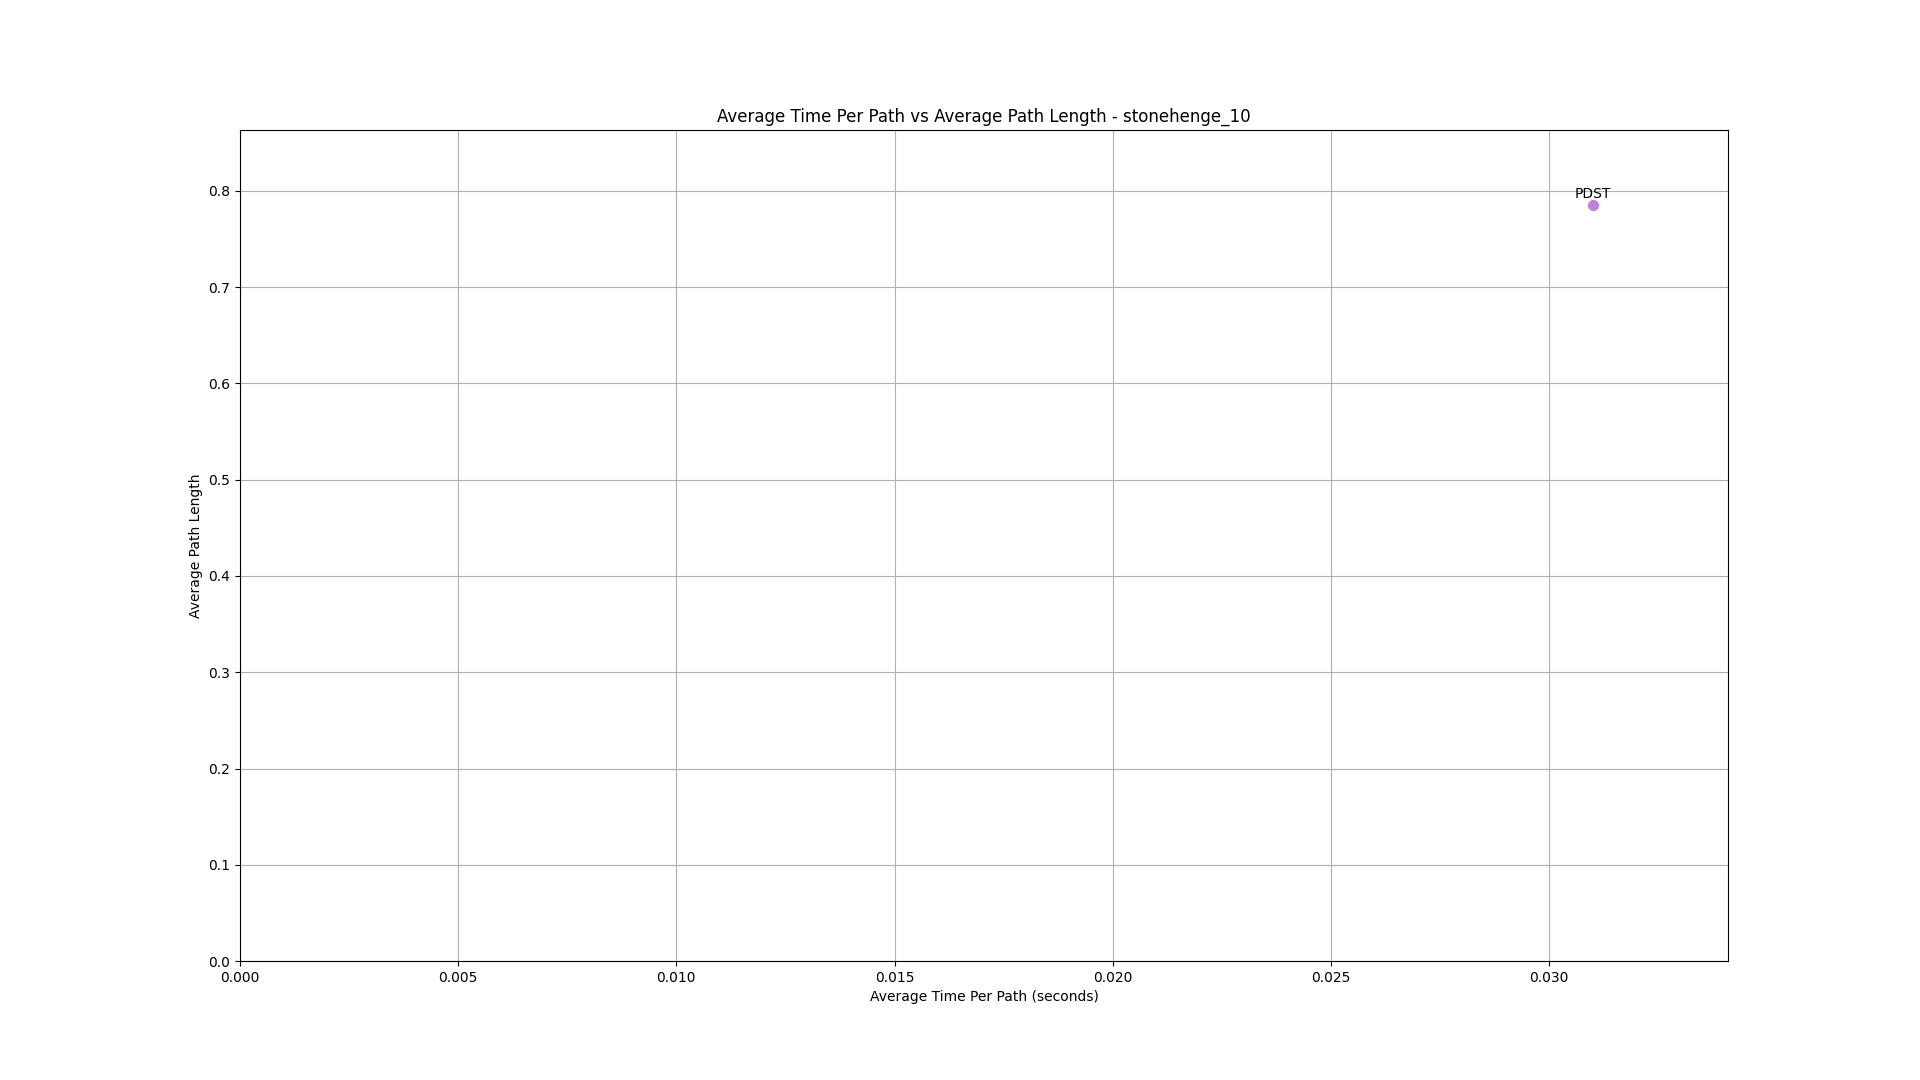 Average Time Per Path vs Average Path Length - stonehenge_10
PDST
0.8
0.7
0.6
0.5
0.4
0.3
0.2
0.1
0.0
Average Path Length
0.000 0.005 0.010 0.015 0.020 0.025 0.030
Average Time Per Path (seconds)